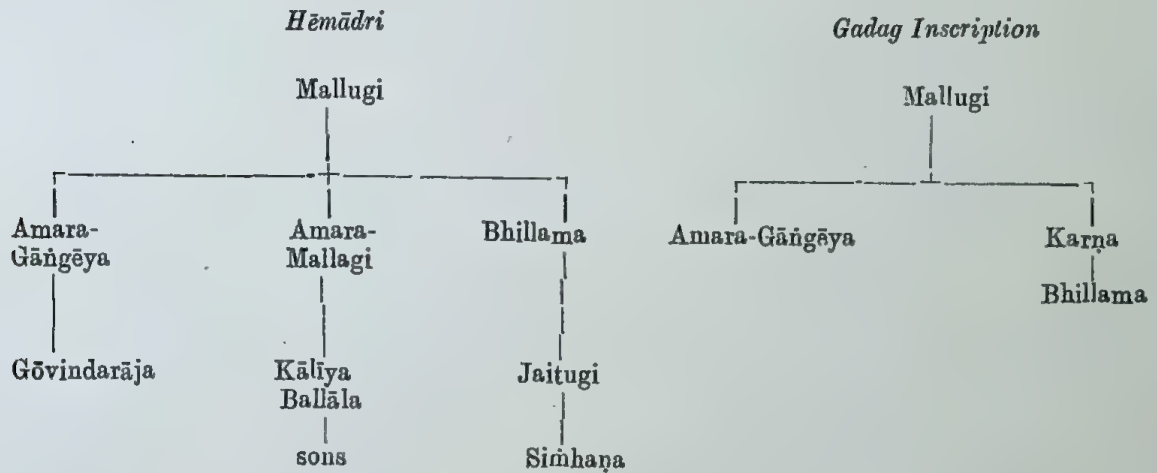 Hēmādri
Gadag Inscription
Mallugi
Mallugi
Amara-
Gāṅgēya
Amara-
Mallagi
Bhillama
Amara-Gāṅgēya
Karṇa
Bhillama
Gōvindarāja
Kālīya
Ballāla
Jaitugi
sons
Siṁhaṇa